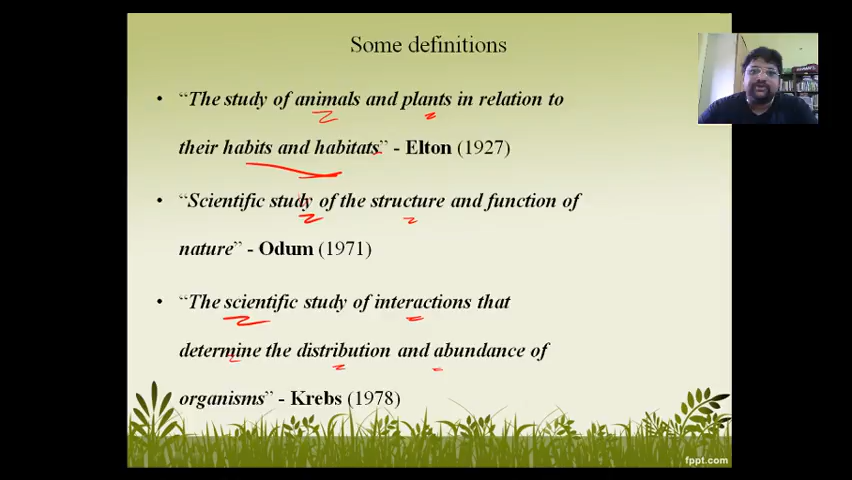 Some definitions
• “The study of animals and plants in relation to
their habits and habitats” - Elton (1927)
• “Scientific study of the structure and function of
nature” - Odum (1971)
• “The scientific study of interactions that
determine the distribution and abundance of
organisms” - Krebs (1978)
fppt.com